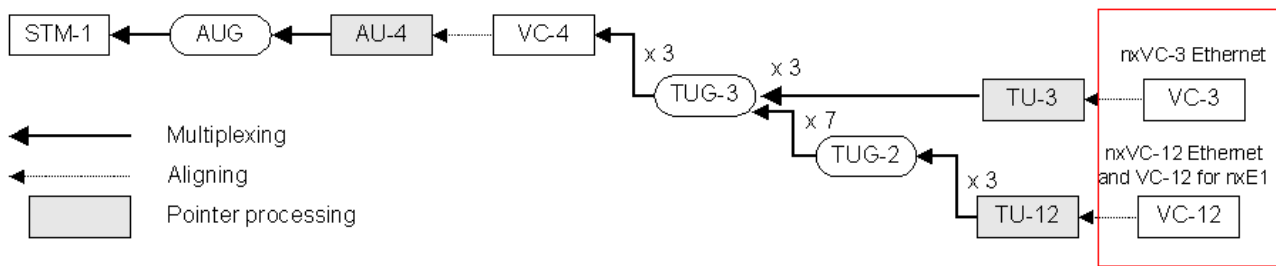 nxVC-3 Ethernet
STM-1
AUG
AU-4
VC-4
x 3
x 3
TUG-3
TU-3
VC-3
x 7
Multiplexing
TUG-2
nxVC-12 Ethernet
and VC-12 for nxE1
Aligning
x 3
Pointer processing
TU-12
VC-12